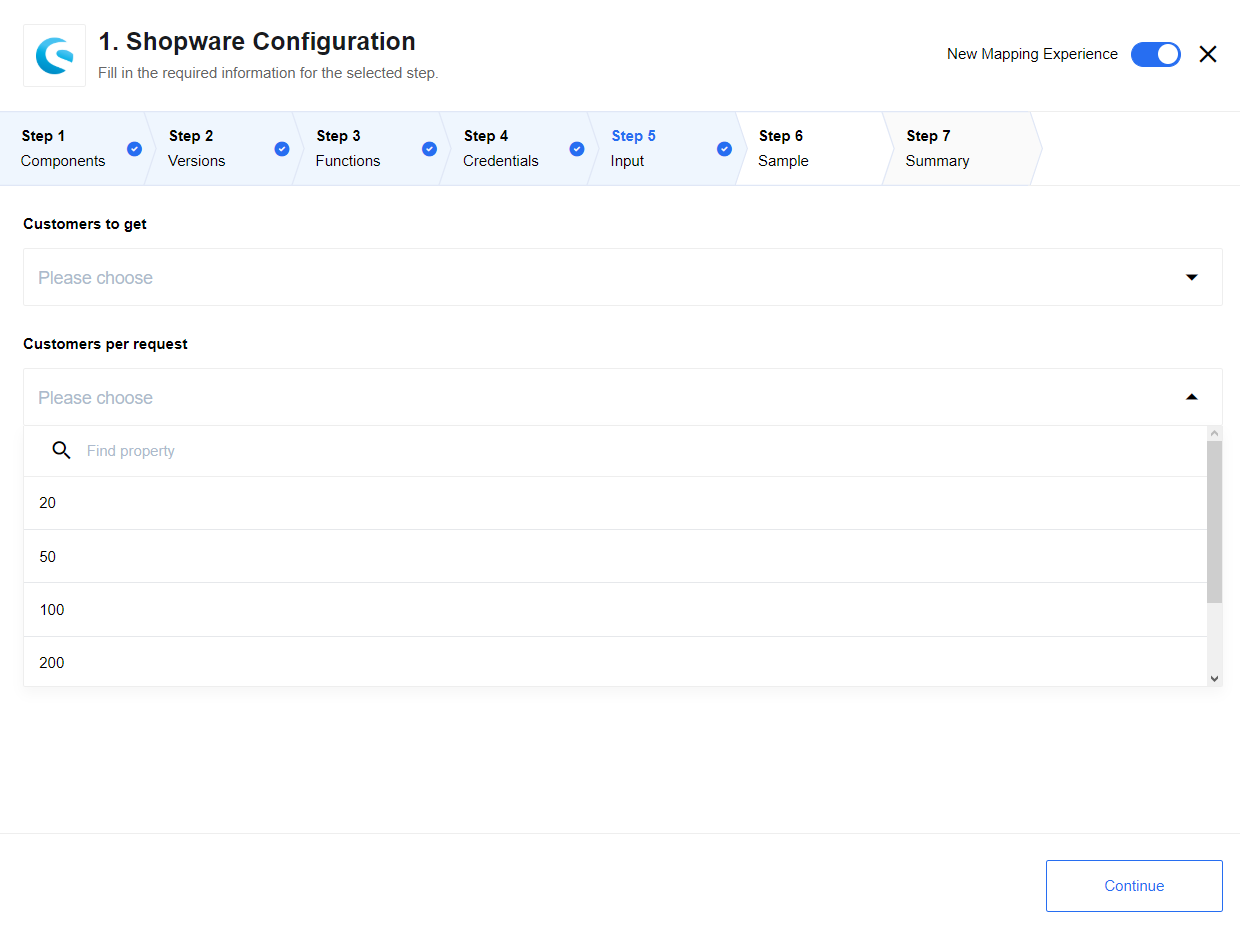 1. Shopware Configuration
Fill in the required information for the selected step.
New Mapping Experience
Step 1
Components
Step 2
Versions
Step 3
Functions
Step 4
Credentials
Step 5
Input
Step 6
Sample
Step 7
Summary
Customers to get
Please choose
Customers per request
Please choose
Find property
20
50
100
200
Continue